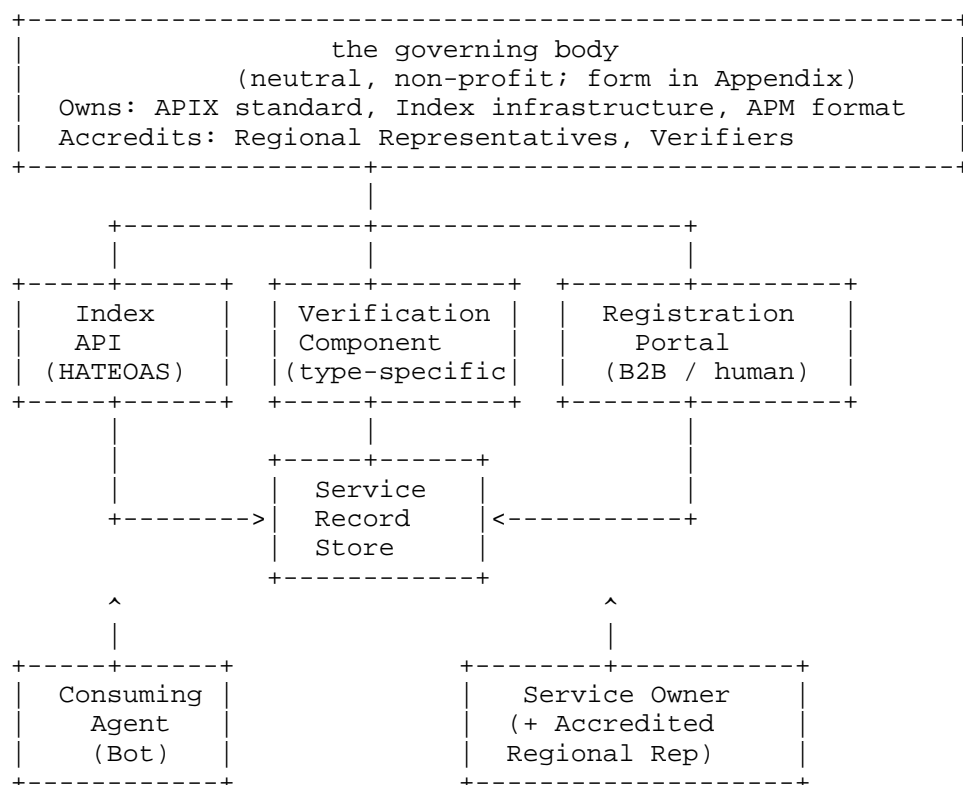 the governing body
(neutral, non-profit; form in Appendix)
Owns: APIX standard, Index infrastructure, APM format
Accredits: Regional Representatives, Verifiers
Index
API
(HATEOAS)
Verification
Component
(type-specific
Registration
Portal
(B2B / human)
Service
Record
Store
Consuming
Agent
(Bot)
Service Owner
(+ Accredited
Regional Rep)